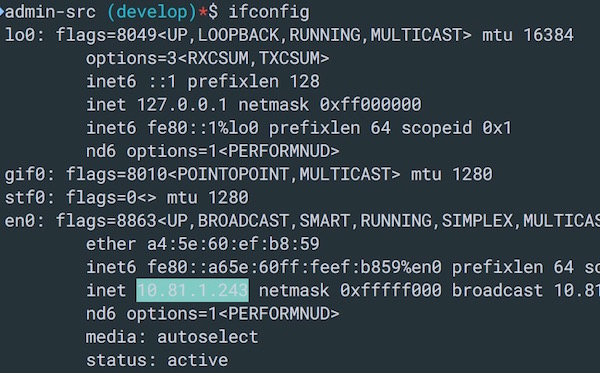 admin-src (develop)*$ ifconfig
lo0: flags=8049<UP,LOOPBACK,RUNNING,MULTICAST> mtu 16384
options=3<RXCSUM,TXCSUM>
inet6 ::1 prefixlen 128
inet 127.0.0.1 netmask 0xff000000
inet6 fe80::1%lo0 prefixlen 64 scopeid 0x1
nd6 options=1<PERFORMNUD>
gif0: flags=8010<POINTOPOINT,MULTICAST> mtu 1280
stf0: flags=0<> mtu 1280
en0: flags=8863<UP,BROADCAST,SMART,RUNNING,SIMPLEX,MULTICAS
ether a4:5e:60:ef:b8:59
inet6 fe80::a65e:60ff:feef:b859%en0 prefixlen 64 sc
inet 10.81.1.243 netmask 0xfffff000 broadcast 10.81
nd6 options=1<PERFORMNUD>
media: autoselect
status: active